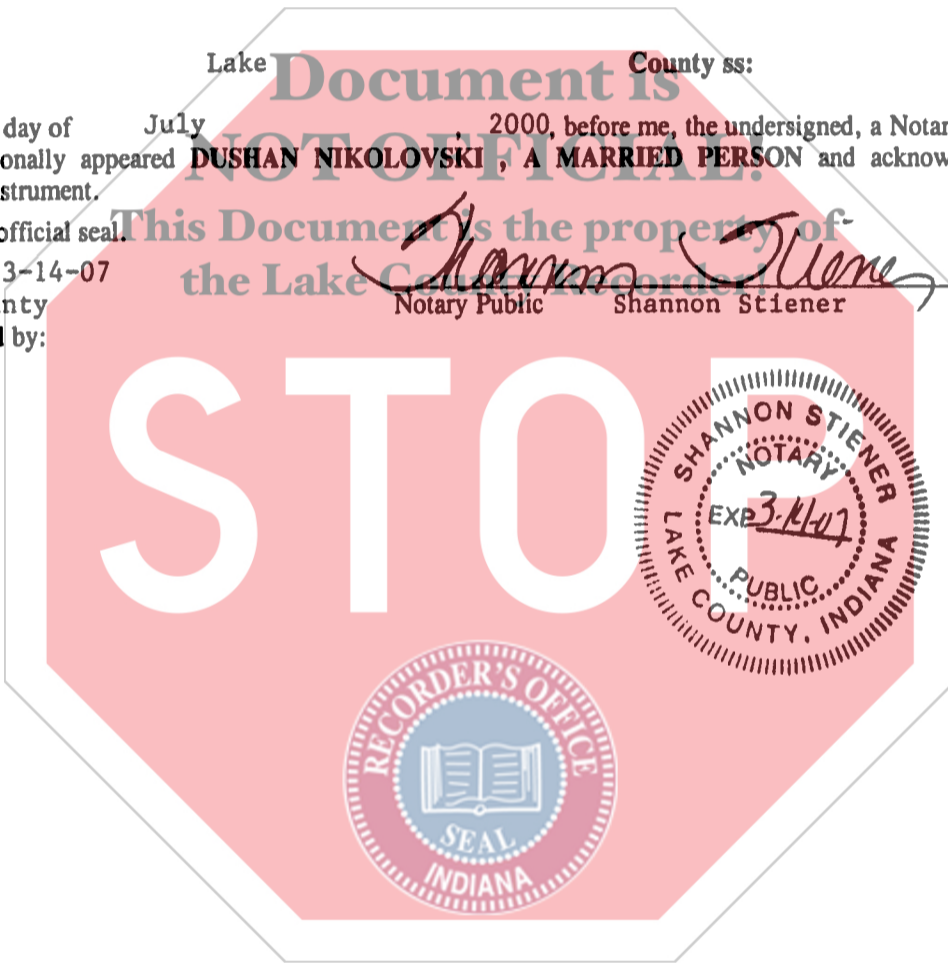 Lake County ss:
Document is
day of July , 2000, before me, the undersigned, a Notar
onally appeared DUSHAN NIKOLOVSKI , A MARRIED PERSON and acknow
NOT OFFICIAL!
strument.
official seal.
This Document is the property of
3-14-07
the Lake County Recorder!
Shannon Stiener
nty
Notary Public Shannon Stiener
by:
STOP
SHANNON STIENER
NOTARY
EXP 3-14-07
PUBLIC
LAKE COUNTY, INDIANA
RECORDER'S OFFICE
SEAL
INDIANA